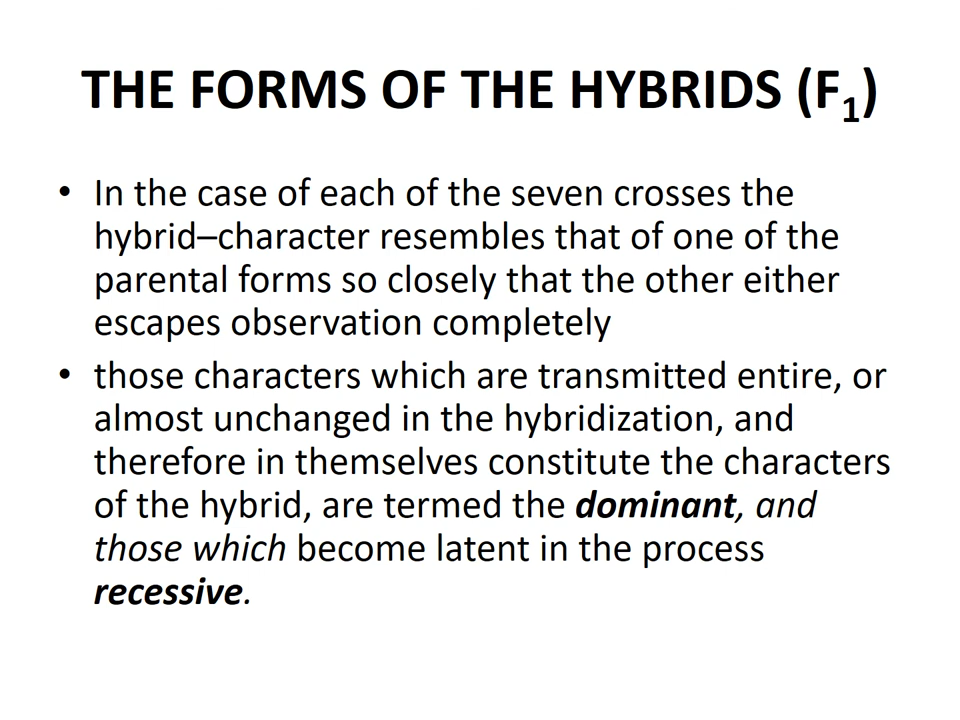 THE FORMS OF THE HYBRIDS (F1)
• In the case of each of the seven crosses the
hybrid–character resembles that of one of the
parental forms so closely that the other either
escapes observation completely
• those characters which are transmitted entire, or
almost unchanged in the hybridization, and
therefore in themselves constitute the characters
of the hybrid, are termed the dominant, and
those which become latent in the process
recessive.